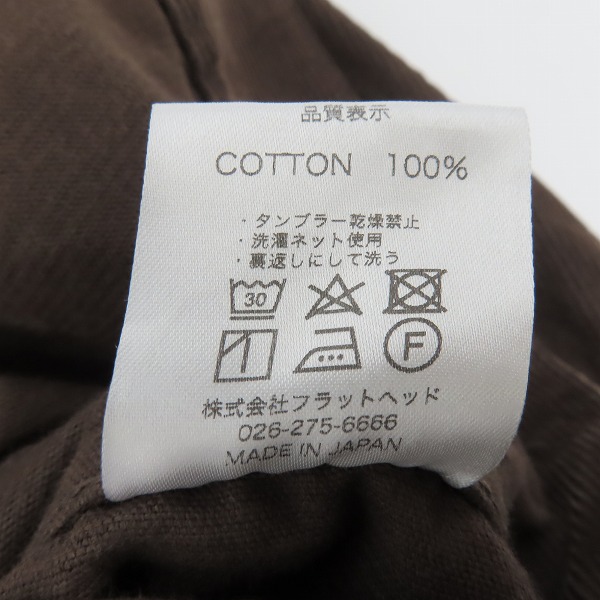 品質表示
COTTON 100%
・タンブラー乾燥禁止
・洗濯ネット使用
・裏返しにして洗う
30
F
株式会社フラットヘッド
026-275-6666
MADE IN JAPAN